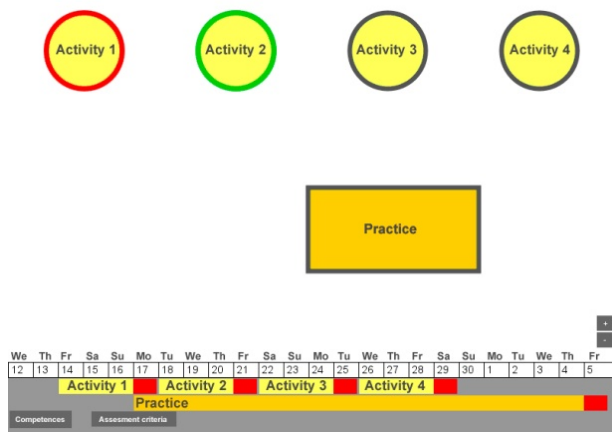 Activity 1 Activity 2 Activity 3 Activity 4
Practice
+
-
We Th Fr Sa Su Mo Tu We Th Fr Sa Su Mo Tu We Th Fr Sa Su Mo Tu We Th Fr
12 13 14 15 16 17 18 19 20 21 22 23 24 25 26 27 28 29 30 1 2 3 4 5
Activity 1 Activity 2 Activity 3 Activity 4
Practice
Competences Assesment criteria